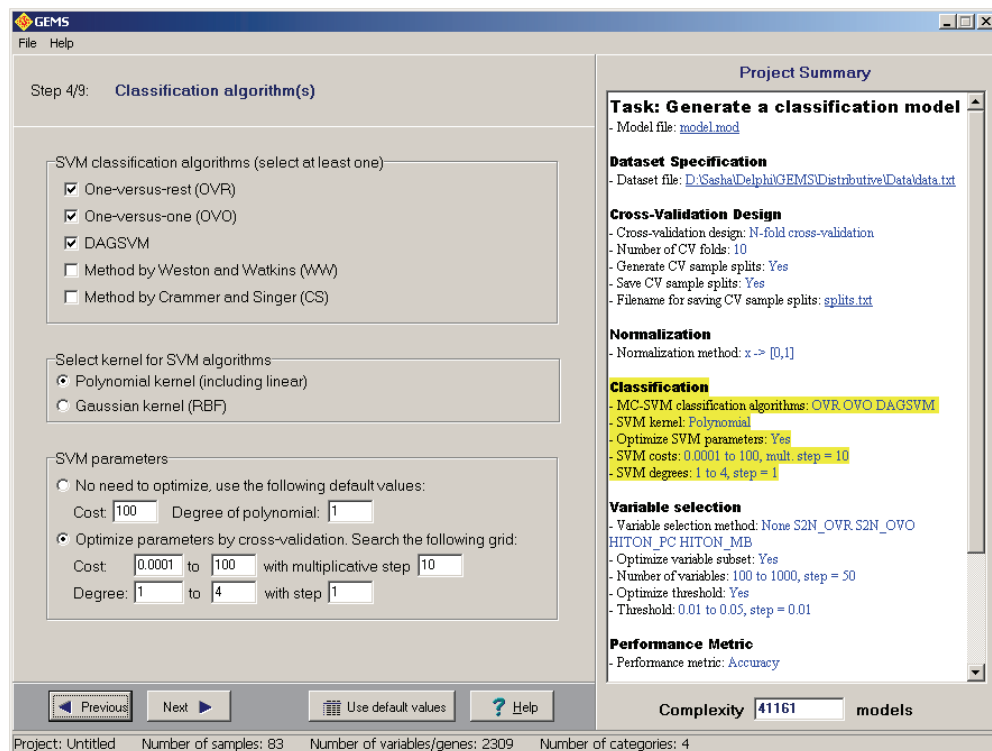 GEMS
File Help
Step 4/9: Classification algorithm(s)
SVM classification algorithms (select at least one)
One-versus-rest (OVR)
One-versus-one (OVO)
DAGSVM
Method by Weston and Watkins (WW)
Method by Crammer and Singer (CS)
Select kernel for SVM algorithms
Polynomial kernel (including linear)
Gaussian kernel (RBF)
SVM parameters
No need to optimize, use the following default values:
Cost: 100 Degree of polynomial: 1
Optimize parameters by cross-validation. Search the following grid:
Cost: 0.0001 to 100 with multiplicative step 10
Degree: 1 to 4 with step 1
Previous Next Use default values ? Help
Project Summary
Task: Generate a classification model
- Model file: model.mod
Dataset Specification
- Dataset file: D:\Sasha\Delphi\GEMS\Distributive\Data\data.txt
Cross-Validation Design
- Cross-validation design: N-fold cross-validation
- Number of CV folds: 10
- Generate CV sample splits: Yes
- Save CV sample splits: Yes
- Filename for saving CV sample splits: splits.txt
Normalization
- Normalization method: x -> [0,1]
Classification
- MC-SVM classification algorithms: OVR OVO DAGSVM
- SVM kernel: Polynomial
- Optimize SVM parameters: Yes
- SVM costs: 0.0001 to 100, mult. step = 10
- SVM degrees: 1 to 4, step = 1
Variable selection
- Variable selection method: None S2N_OVR S2N_OVO
HITON_PC HITON_MB
- Optimize variable subset: Yes
- Number of variables: 100 to 1000, step = 50
- Optimize threshold: Yes
- Threshold: 0.01 to 0.05, step = 0.01
Performance Metric
- Performance metric: Accuracy
Complexity 41161 models
Project: Untitled Number of samples: 83 Number of variables/genes: 2309 Number of categories: 4